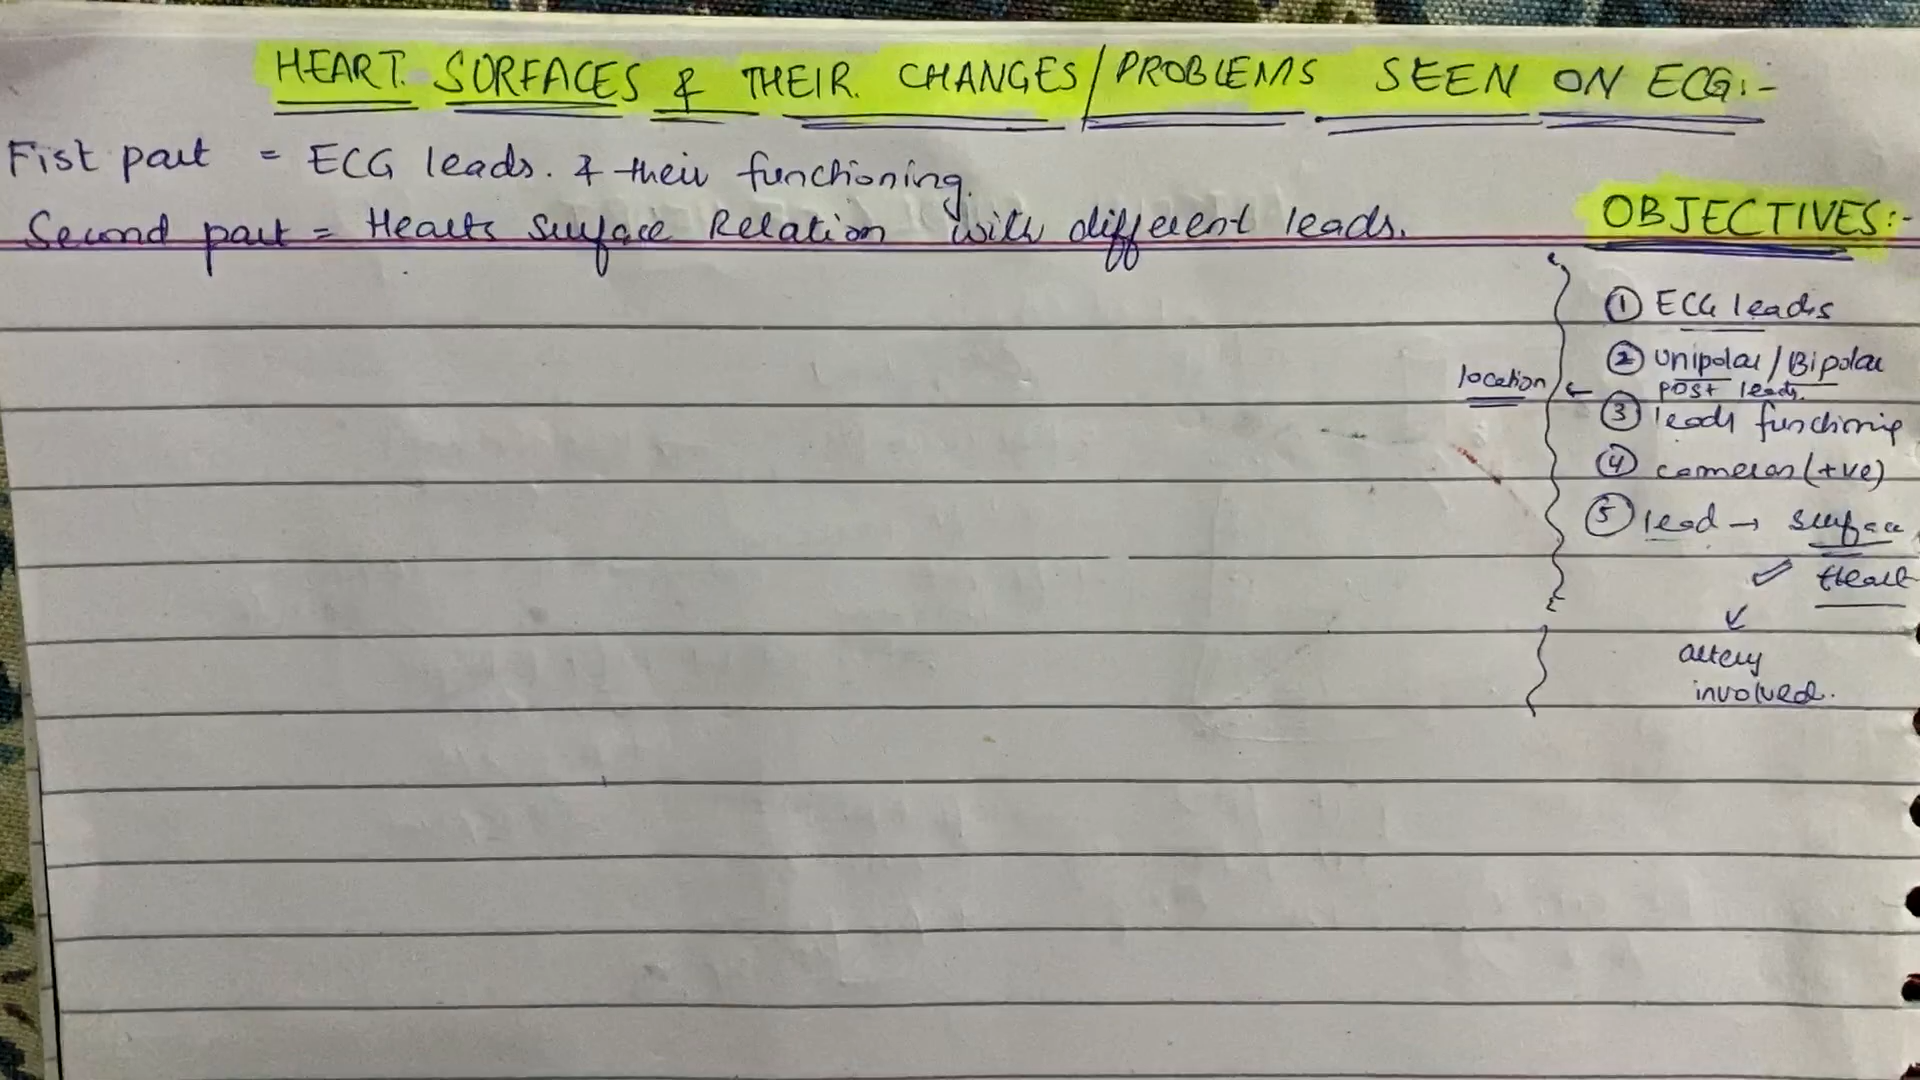 HEART SURFACES & THEIR CHANGES/PROBLEMS SEEN ON ECG:-
Fist part = ECG leads. & their functioning.
Second part = Hearts Surface Relation with different leads.
OBJECTIVES:-
① ECG leads
② Unipolar/Bipolar
location ← post leads.
③ leads functioning
④ cameras (+ve)
⑤ lead → surface
Heart
↙
artery
involved.